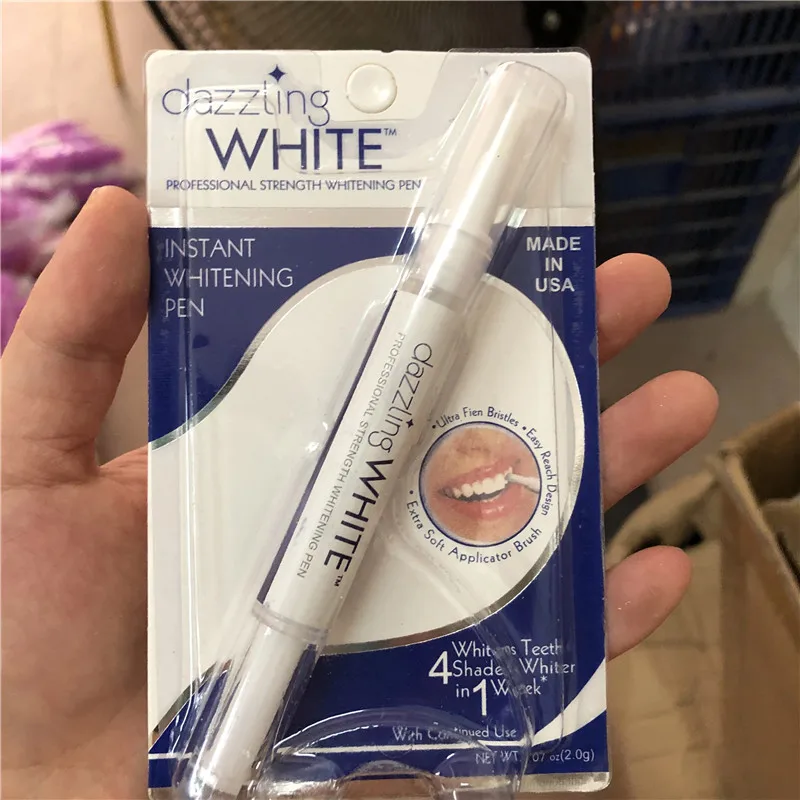 dazzling
WHITE™
PROFESSIONAL STRENGTH WHITENING PEN
INSTANT
WHITENING
PEN
MADE
IN
USA
dazzling WHITE™
PROFESSIONAL STRENGTH WHITENING PEN
• Ultra Fien Bristles • Easy Reach Design
• Extra Soft Applicator Brush
Whitens Teeth
4 Shades Whiter
in 1 Week*
With Continued Use
NET WT. .07 oz (2.0g)